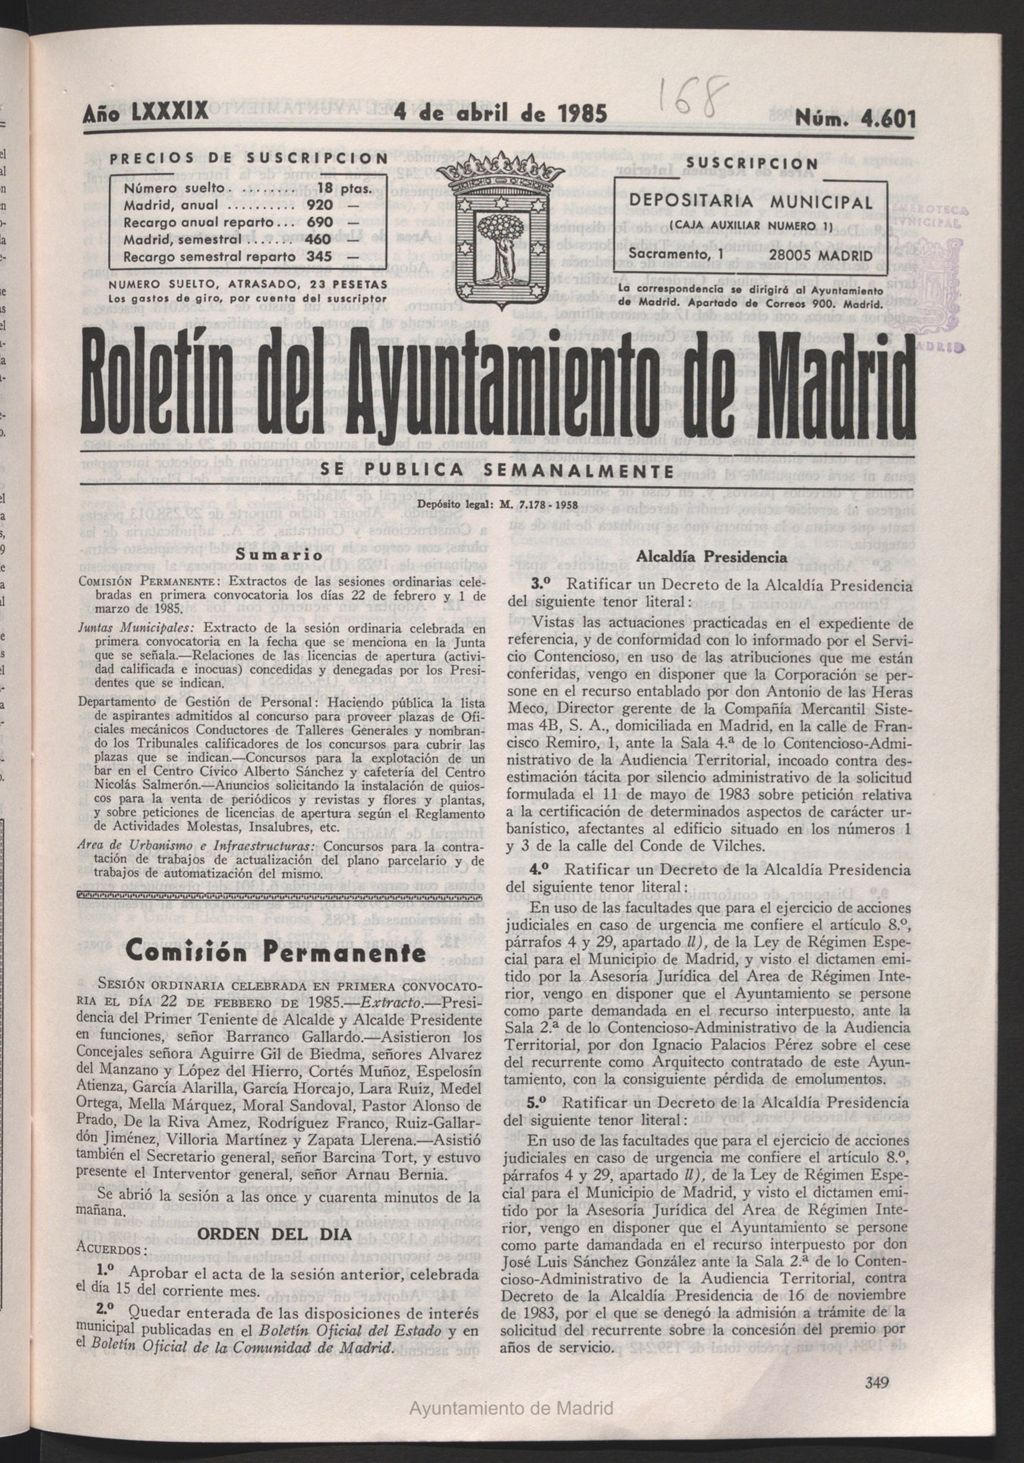 168
Año LXXXIX 4 de abril de 1985 Núm. 4.601
PRECIOS DE SUSCRIPCION
Número suelto. ......... 18 ptas.
Madrid, anual .......... 920 —
Recargo anual reparto... 690 —
Madrid, semestral ....... 460 —
Recargo semestral reparto 345 —
NUMERO SUELTO, ATRASADO, 23 PESETAS
Los gastos de giro, por cuenta del suscriptor
SUSCRIPCION
DEPOSITARIA MUNICIPAL
(CAJA AUXILIAR NUMERO 1)
Sacramento, 1 28005 MADRID
La correspondencia se dirigirá al Ayuntamiento
de Madrid. Apartado de Correos 900. Madrid.
Boletín del Ayuntamiento de Madrid
SE PUBLICA SEMANALMENTE
Depósito legal: M. 7.178 - 1958
Sumario
COMISIÓN PERMANENTE: Extractos de las sesiones ordinarias cele-
bradas en primera convocatoria los días 22 de febrero y 1 de
marzo de 1985.
Juntas Municipales: Extracto de la sesión ordinaria celebrada en
primera convocatoria en la fecha que se menciona en la Junta
que se señala.—Relaciones de las licencias de apertura (activi-
dad calificada e inocuas) concedidas y denegadas por los Presi-
dentes que se indican.
Departamento de Gestión de Personal: Haciendo pública la lista
de aspirantes admitidos al concurso para proveer plazas de Ofi-
ciales mecánicos Conductores de Talleres Generales y nombran-
do los Tribunales calificadores de los concursos para cubrir las
plazas que se indican.—Concursos para la explotación de un
bar en el Centro Cívico Alberto Sánchez y cafetería del Centro
Nicolás Salmerón.—Anuncios solicitando la instalación de quios-
cos para la venta de periódicos y revistas y flores y plantas,
y sobre peticiones de licencias de apertura según el Reglamento
de Actividades Molestas, Insalubres, etc.
Area de Urbanismo e Infraestructuras: Concursos para la contra-
tación de trabajos de actualización del plano parcelario y de
trabajos de automatización del mismo.
Comisión Permanente
SESIÓN ORDINARIA CELEBRADA EN PRIMERA CONVOCATO-
RIA EL DÍA 22 DE FEBBERO DE 1985.—Extracto.—Presi-
dencia del Primer Teniente de Alcalde y Alcalde Presidente
en funciones, señor Barranco Gallardo.—Asistieron los
Concejales señora Aguirre Gil de Biedma, señores Alvarez
del Manzano y López del Hierro, Cortés Muñoz, Espelosín
Atienza, García Alarilla, García Horcajo, Lara Ruiz, Medel
Ortega, Mella Márquez, Moral Sandoval, Pastor Alonso de
Prado, De la Riva Amez, Rodríguez Franco, Ruiz-Gallar-
dón Jiménez, Villoria Martínez y Zapata Llerena.—Asistió
también el Secretario general, señor Barcina Tort, y estuvo
presente el Interventor general, señor Arnau Bernia.
Se abrió la sesión a las once y cuarenta minutos de la
mañana.
ORDEN DEL DIA
ACUERDOS:
1.º Aprobar el acta de la sesión anterior, celebrada
el día 15 del corriente mes.
2.º Quedar enterada de las disposiciones de interés
municipal publicadas en el Boletín Oficial del Estado y en
el Boletín Oficial de la Comunidad de Madrid.
Alcaldía Presidencia
3.º Ratificar un Decreto de la Alcaldía Presidencia
del siguiente tenor literal:
Vistas las actuaciones practicadas en el expediente de
referencia, y de conformidad con lo informado por el Servi-
cio Contencioso, en uso de las atribuciones que me están
conferidas, vengo en disponer que la Corporación se per-
sone en el recurso entablado por don Antonio de las Heras
Meco, Director gerente de la Compañía Mercantil Siste-
mas 4B, S. A., domiciliada en Madrid, en la calle de Fran-
cisco Remiro, 1, ante la Sala 4.ª de lo Contencioso-Admi-
nistrativo de la Audiencia Territorial, incoado contra des-
estimación tácita por silencio administrativo de la solicitud
formulada el 11 de mayo de 1983 sobre petición relativa
a la certificación de determinados aspectos de carácter ur-
banístico, afectantes al edificio situado en los números 1
y 3 de la calle del Conde de Vilches.
4.º Ratificar un Decreto de la Alcaldía Presidencia
del siguiente tenor literal:
En uso de las facultades que para el ejercicio de acciones
judiciales en caso de urgencia me confiere el artículo 8.º,
párrafos 4 y 29, apartado ll), de la Ley de Régimen Espe-
cial para el Municipio de Madrid, y visto el dictamen emi-
tido por la Asesoría Jurídica del Area de Régimen Inte-
rior, vengo en disponer que el Ayuntamiento se persone
como parte demandada en el recurso interpuesto, ante la
Sala 2.ª de lo Contencioso-Administrativo de la Audiencia
Territorial, por don Ignacio Palacios Pérez sobre el cese
del recurrente como Arquitecto contratado de este Ayun-
tamiento, con la consiguiente pérdida de emolumentos.
5.º Ratificar un Decreto de la Alcaldía Presidencia
del siguiente tenor literal:
En uso de las facultades que para el ejercicio de acciones
judiciales en caso de urgencia me confiere el artículo 8.º,
párrafos 4 y 29, apartado ll), de la Ley de Régimen Espe-
cial para el Municipio de Madrid, y visto el dictamen emi-
tido por la Asesoría Jurídica del Area de Régimen Inte-
rior, vengo en disponer que el Ayuntamiento se persone
como parte damandada en el recurso interpuesto por don
José Luis Sánchez González ante la Sala 2.ª de lo Conten-
cioso-Administrativo de la Audiencia Territorial, contra
Decreto de la Alcaldía Presidencia de 16 de noviembre
de 1983, por el que se denegó la admisión a trámite de la
solicitud del recurrente sobre la concesión del premio por
años de servicio.
349
Ayuntamiento de Madrid